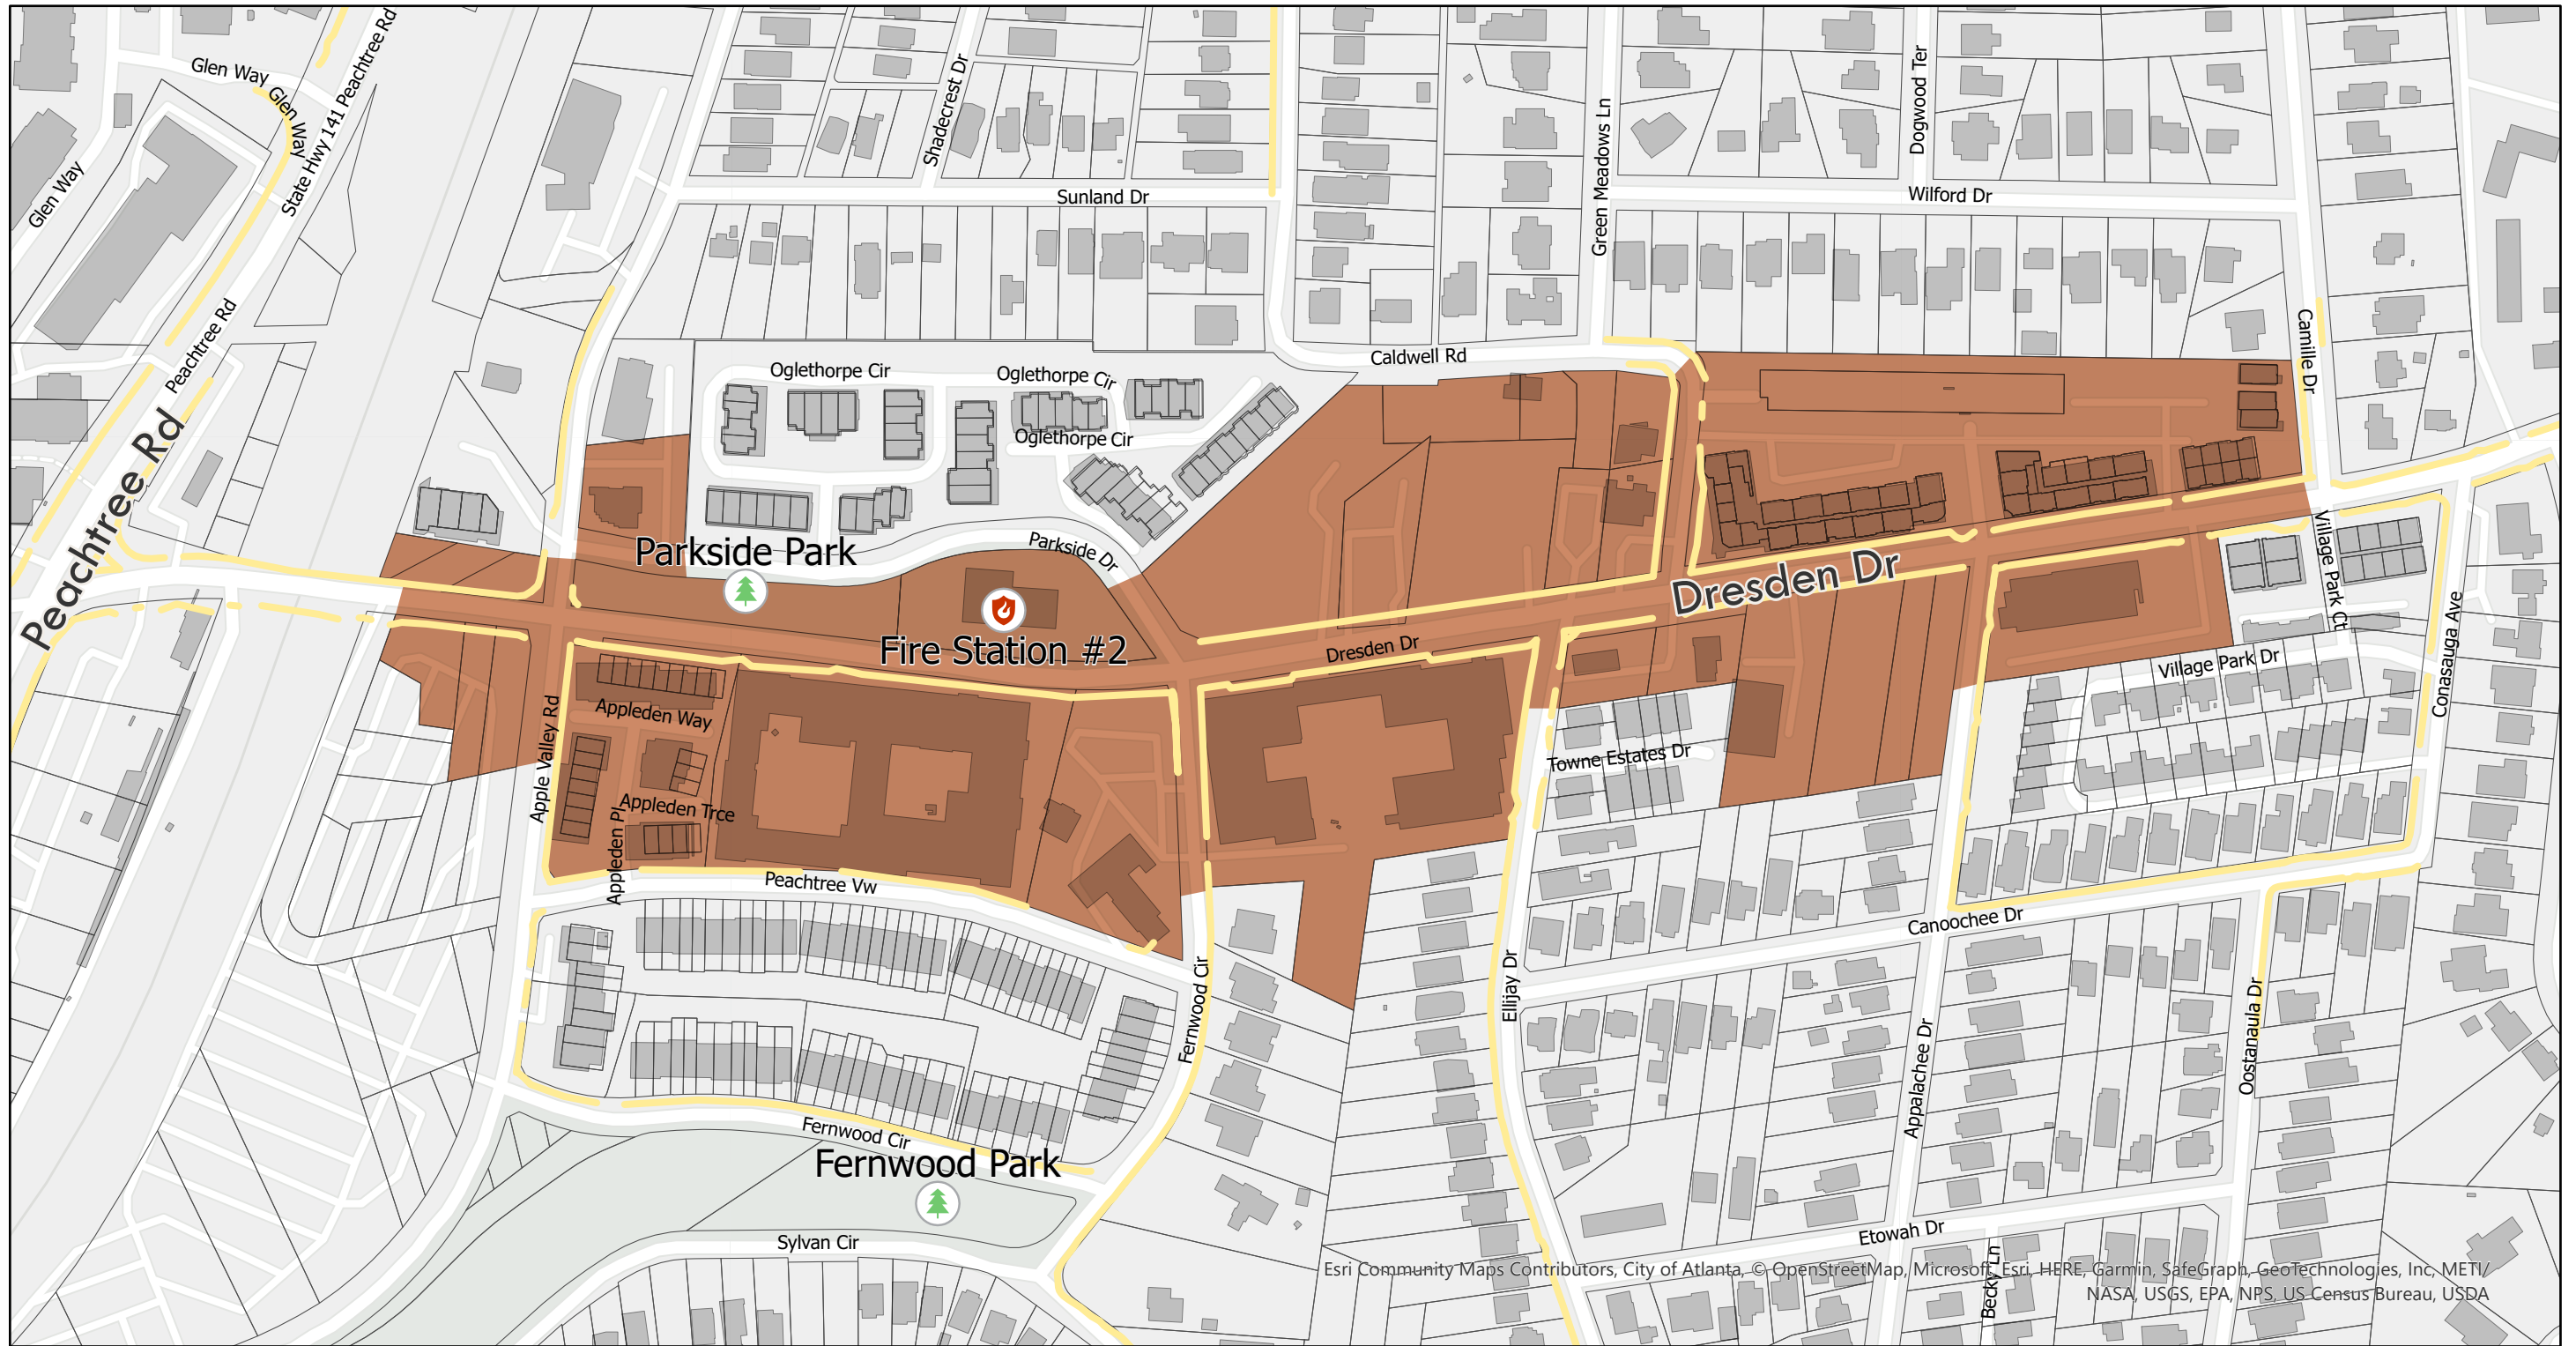 Glen Way
Glen Way
Glen Way
State Hwy 141 Peachtree Rd
Peachtree Rd
Peachtree Rd
Shadecrest Dr
Sunland Dr
Green Meadows Ln
Dogwood Ter
Wilford Dr
Camille Dr
Caldwell Rd
Oglethorpe Cir
Oglethorpe Cir
Oglethorpe Cir
Parkside Dr
Parkside Park
Fire Station #2
Dresden Dr
Dresden Dr
Village Park Ct
Village Park Dr
Conasauga Ave
Apple Valley Rd
Appleden Way
Appleden Trce
Appleden Pl
Peachtree Vw
Towne Estates Dr
Canoochee Dr
Ellijay Dr
Fernwood Cir
Appalachee Dr
Oostanaula Dr
Fernwood Cir
Fernwood Park
Sylvan Cir
Etowah Dr
Becky Ln
Esri Community Maps Contributors, City of Atlanta, © OpenStreetMap, Microsoft, Esri, HERE, Garmin, SafeGraph, GeoTechnologies, Inc, METI/
NASA, USGS, EPA, NPS, US Census Bureau, USDA